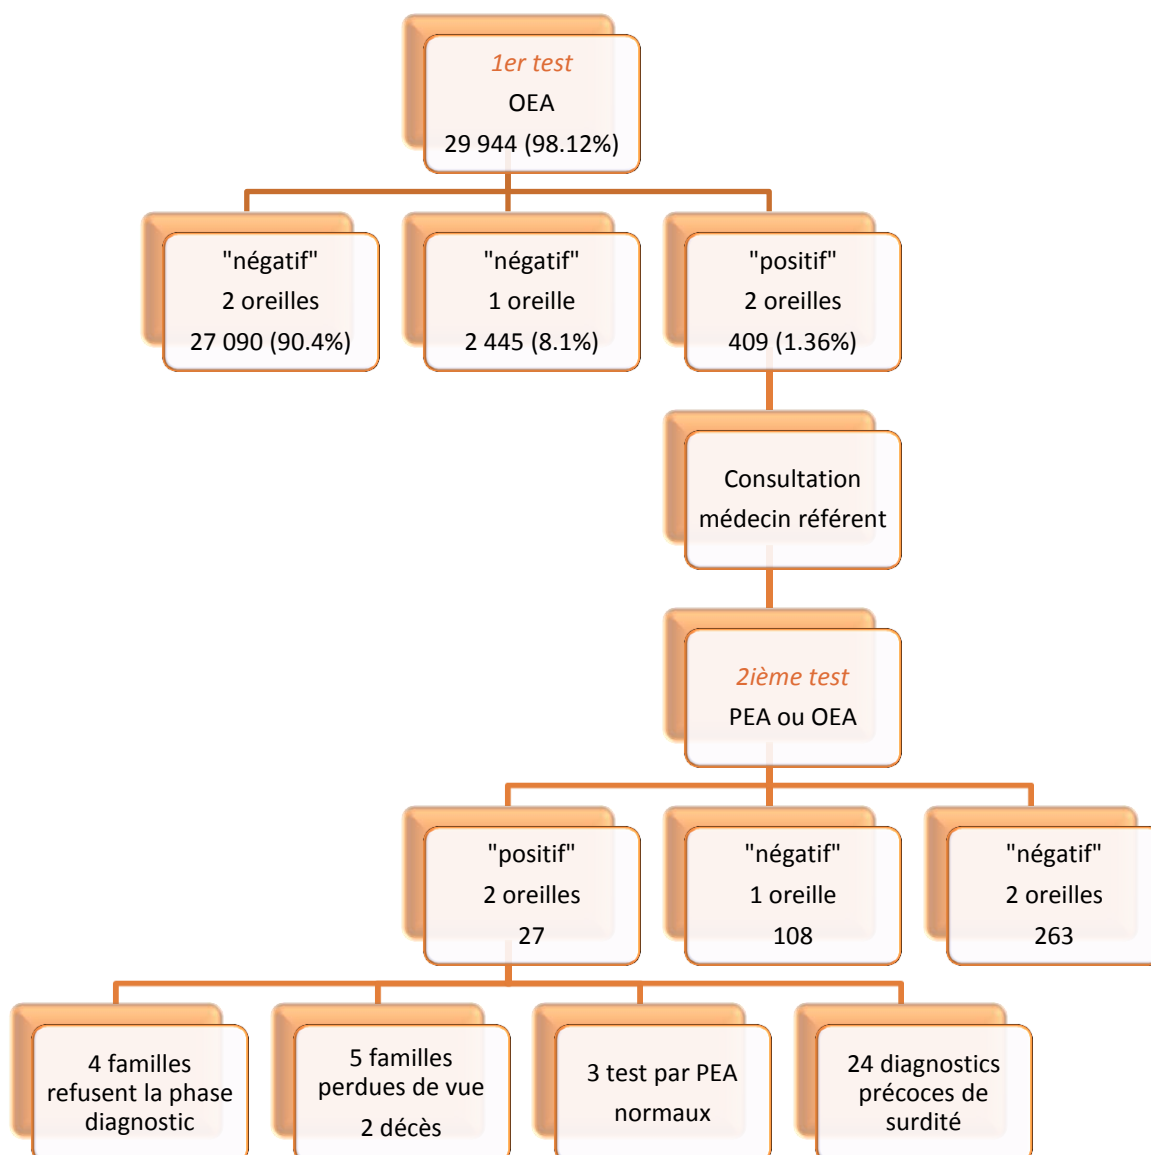 1er test
OEA
29 944 (98.12%)
"négatif"
2 oreilles
27 090 (90.4%)
"négatif"
1 oreille
2 445 (8.1%)
"positif"
2 oreilles
409 (1.36%)
Consultation
médecin référent
2ième test
PEA ou OEA
"positif"
2 oreilles
27
"négatif"
1 oreille
108
"négatif"
2 oreilles
263
4 familles
refusent la phase
diagnostic
5 familles
perdues de vue
2 décès
3 test par PEA
normaux
24 diagnostics
précoces de
surdité